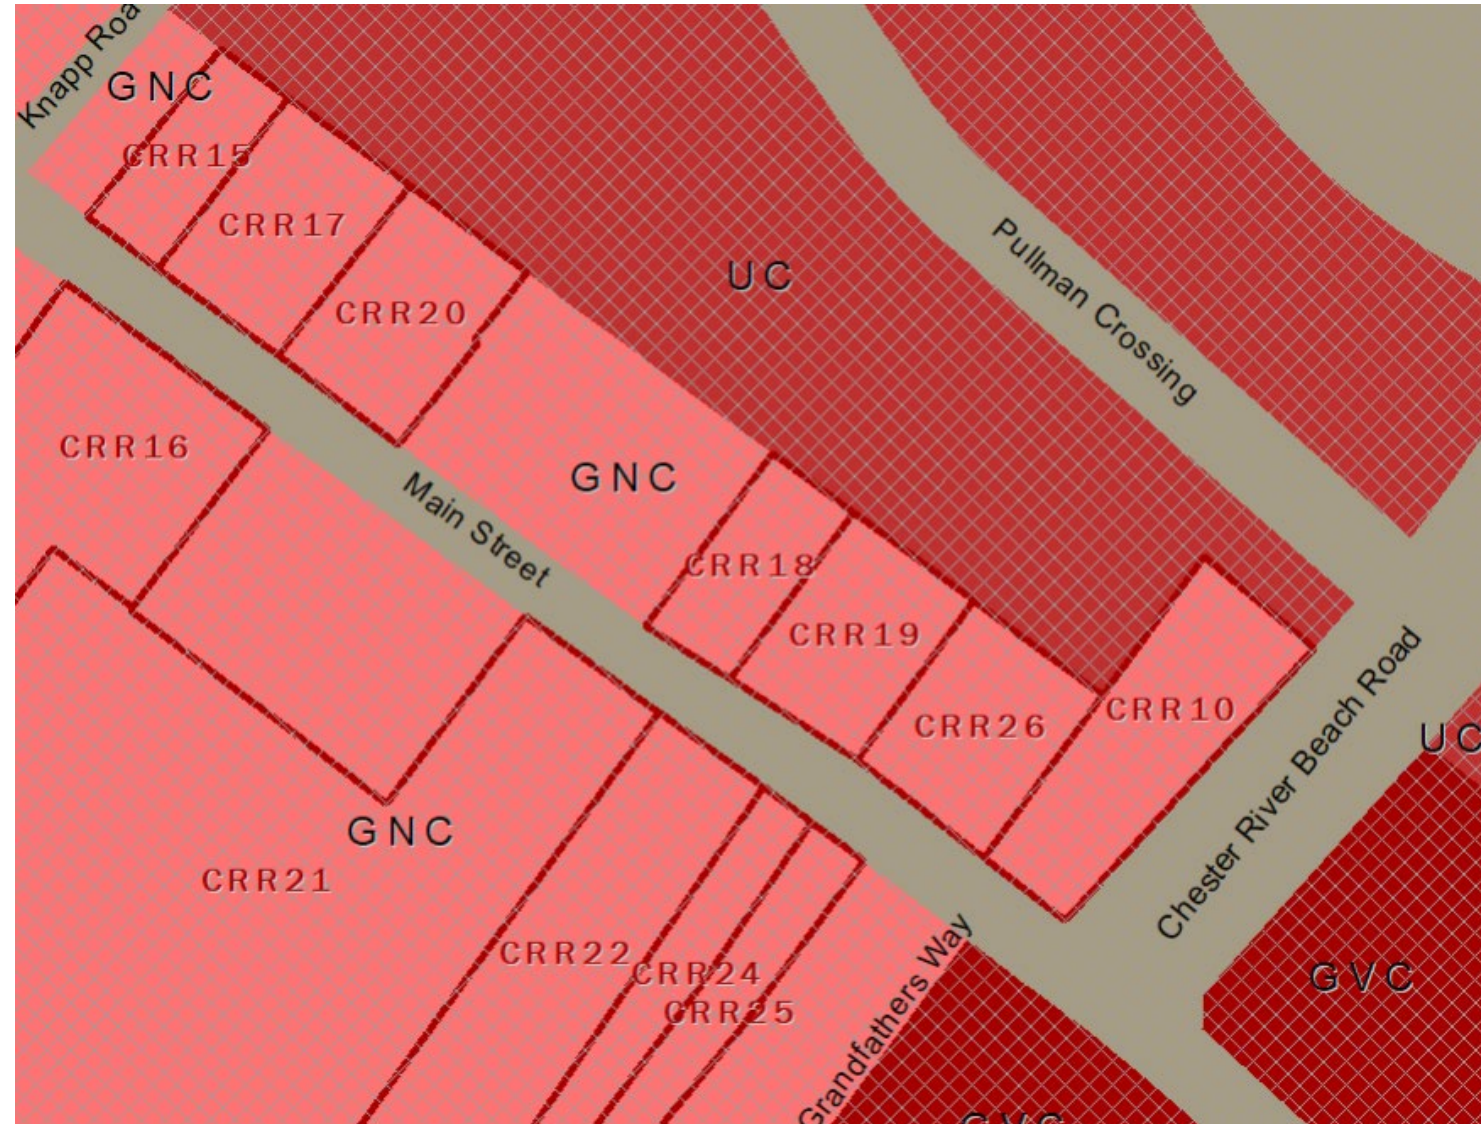 Knapp Roa
GNC
CRR15
CRR17
UC
Pullman Crossing
CRR20
CRR16
GNC
Main Street
CRR18
CRR19
CRR26
CRR10
Chester River Beach Road
UC
GNC
CRR21
CRR22
CRR24
CRR25
Grandfathers Way
GVC
GVC